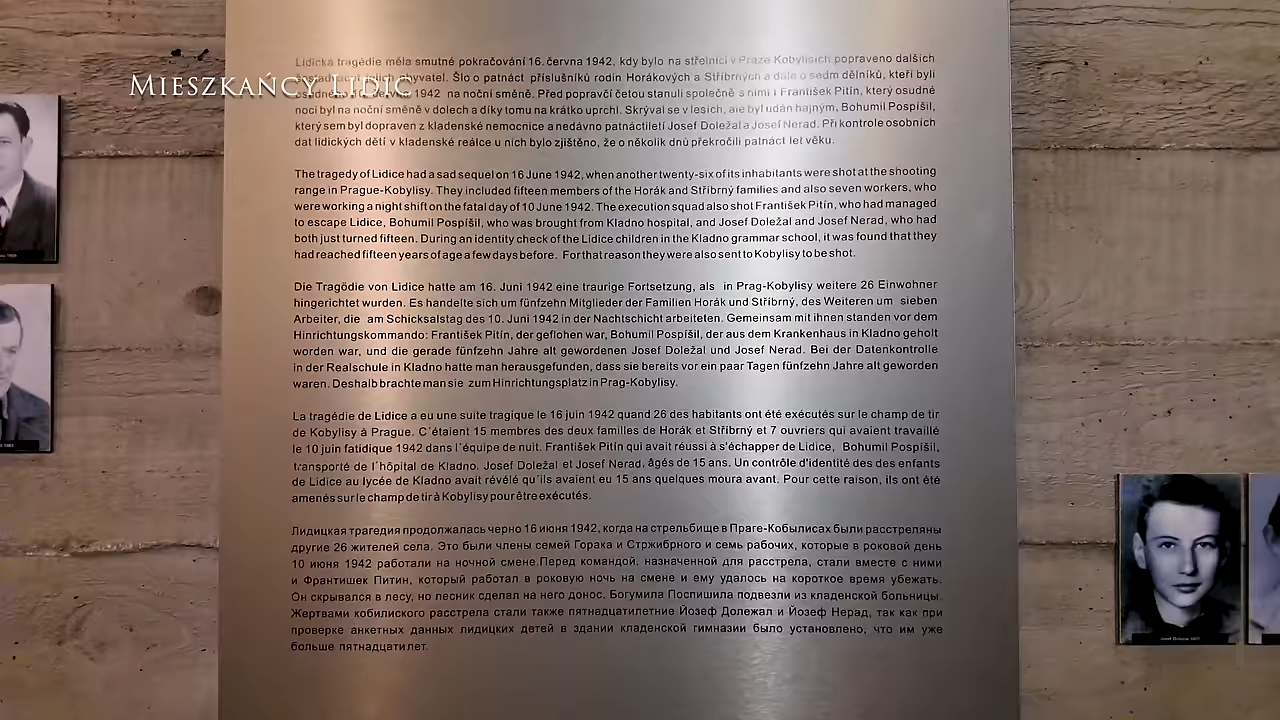 MIESZKAŃCY LIDIC
Lidická tragédie měla smutné pokračování 16. června 1942, kdy bylo na střelnici v Praze Kobylisích popraveno dalších
obyvatel. Šlo o patnáct příslušníků rodin Horákových a Stříbrných a dále o sedm dělníků, kteří byli
1942 na noční směně. Před popravčí četou stanuli společně s nimi i František Pitín, který osudné
noci byl na noční směně v dolech a díky tomu na krátko uprchl. Skrýval se v lesích, ale byl udán hajným, Bohumil Pospíšil,
který sem byl dopraven z kladenské nemocnice a nedávno patnáctiletí Josef Doležal a Josef Nerad. Při kontrole osobních
dat lidických dětí v kladenské reálce u nich bylo zjištěno, že o několik dnů překročili patnáct let věku.
The tragedy of Lidice had a sad sequel on 16 June 1942, when another twenty-six of its inhabitants were shot at the shooting
range in Prague-Kobylisy. They included fifteen members of the Horák and Stříbrný families and also seven workers, who
were working a night shift on the fatal day of 10 June 1942. The execution squad also shot František Pitín, who had managed
to escape Lidice, Bohumil Pospíšil, who was brought from Kladno hospital, and Josef Doležal and Josef Nerad, who had
both just turned fifteen. During an identity check of the Lidice children in the Kladno grammar school, it was found that they
had reached fifteen years of age a few days before. For that reason they were also sent to Kobylisy to be shot.
Die Tragödie von Lidice hatte am 16. Juni 1942 eine traurige Fortsetzung, als in Prag-Kobylisy weitere 26 Einwohner
hingerichtet wurden. Es handelte sich um fünfzehn Mitglieder der Familien Horák und Stříbrný, des Weiteren um sieben
Arbeiter, die am Schicksalstag des 10. Juni 1942 in der Nachtschicht arbeiteten. Gemeinsam mit ihnen standen vor dem
Hinrichtungskommando: František Pitín, der geflohen war, Bohumil Pospíšil, der aus dem Krankenhaus in Kladno geholt
worden war, und die gerade fünfzehn Jahre alt gewordenen Josef Doležal und Josef Nerad. Bei der Datenkontrolle
in der Realschule in Kladno hatte man herausgefunden, dass sie bereits vor ein paar Tagen fünfzehn Jahre alt geworden
waren. Deshalb brachte man sie zum Hinrichtungsplatz in Prag-Kobylisy.
La tragédie de Lidice a eu une suite tragique le 16 juin 1942 quand 26 des habitants ont été exécutés sur le champ de tir
de Kobylisy à Prague. C´étaient 15 membres des deux familles de Horák et Stříbrný et 7 ouvriers qui avaient travaillé
le 10 juin fatidique 1942 dans l´équipe de nuit. František Pitín qui avait réussi à s'échapper de Lidice, Bohumil Pospíšil,
transporté de l´hôpital de Kladno, Josef Doležal et Josef Nerad, âgés de 15 ans. Un contrôle d'identité des des enfants
de Lidice au lycée de Kladno avait révélé qu´ils avaient eu 15 ans quelques moura avant. Pour cette raison, ils ont été
amenés sur le champ de tir à Kobylisy pour être exécutés.
Лидицкая трагедия продолжалась черно 16 июня 1942, когда на стрельбище в Праге-Кобылисах были расстреляны
другие 26 жителей села. Это были члены семей Горака и Стржибрного и семь рабочих, которые в роковой день
10 июня 1942 работали на ночной смене.Перед командой, назначенной для расстрела, стали вместе с ними
и Франтишек Питин, который работал в роковую ночь на смене и ему удалось на короткое время убежать.
Он скрывался в лесу, но лесник сделал на него донос. Богумила Поспишила подвезли из кладенской больницы.
Жертвами кобилиского расстрела стали также пятнадцатилетние Йозеф Долежал и Йозеф Нерад, так как при
проверке анкетных данных лидицких детей в здании кладенской гимназии было установлено, что им уже
больше пятнадцати лет.